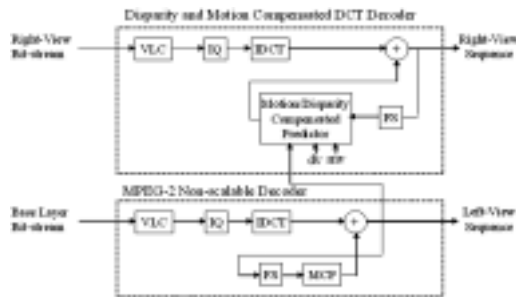 Disparity and Motion Compensated DCT Decoder
Right-View
Bit-stream
VLC
IQ
IDCT
+
Right-View
Sequence
Motion/Disparity
Compensated
Predictor
FS
dv mv
MPEG-2 Non-scalable Decoder
Base Layer
Bit-stream
VLC
IQ
IDCT
+
Left-View
Sequence
FS
MCP